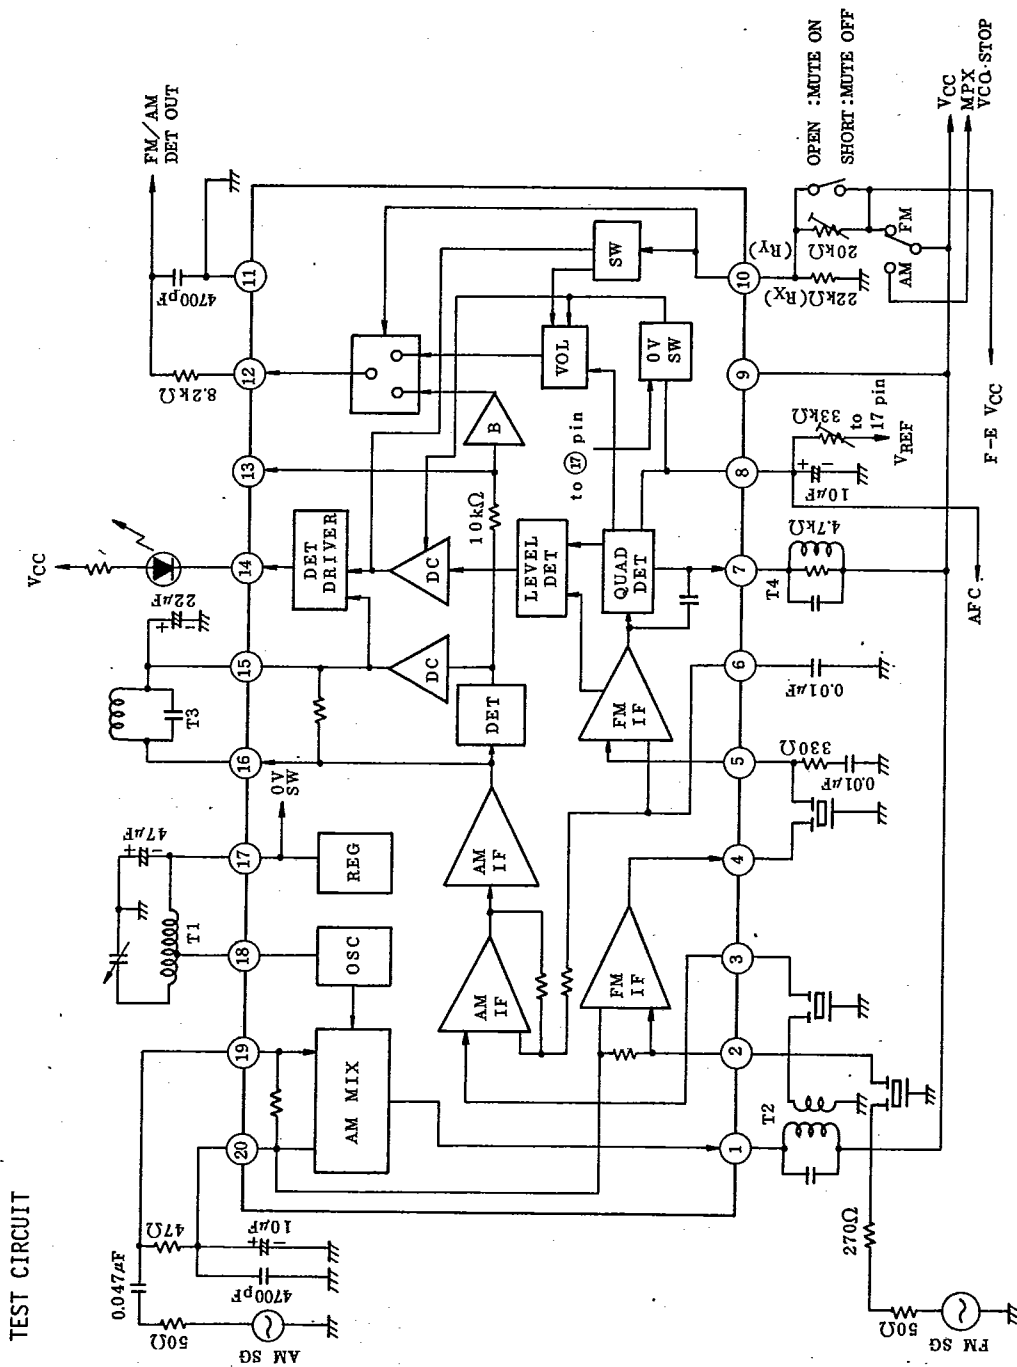 TEST CIRCUIT
0.047μF
47Ω
50Ω
AM SG
4700pF
10μF
47μF
T1
T3
22μF
VCC
8.2kΩ
4700pF
FM/AM
DET OUT
20
19
18
17
16
15
14
13
12
11
AM MIX
OSC
REG
0V
SW
AM
IF
AM
IF
DET
DC
DC
DET
DRIVER
10kΩ
B
VOL
SW
0V
SW
to 17 pin
LEVEL
DET
QUAD
DET
FM
IF
FM
IF
1
2
3
4
5
6
7
8
9
10
T2
270Ω
50Ω
FM SG
330Ω
0.01μF
0.01μF
T4
4.7kΩ
10μF
33kΩ
to
17 pin
VREF
AFC
22kΩ(Rx)
20kΩ
(Ry)
AM
FM
OPEN :MUTE ON
SHORT:MUTE OFF
VCC
MPX
VCO·STOP
F-E VCC